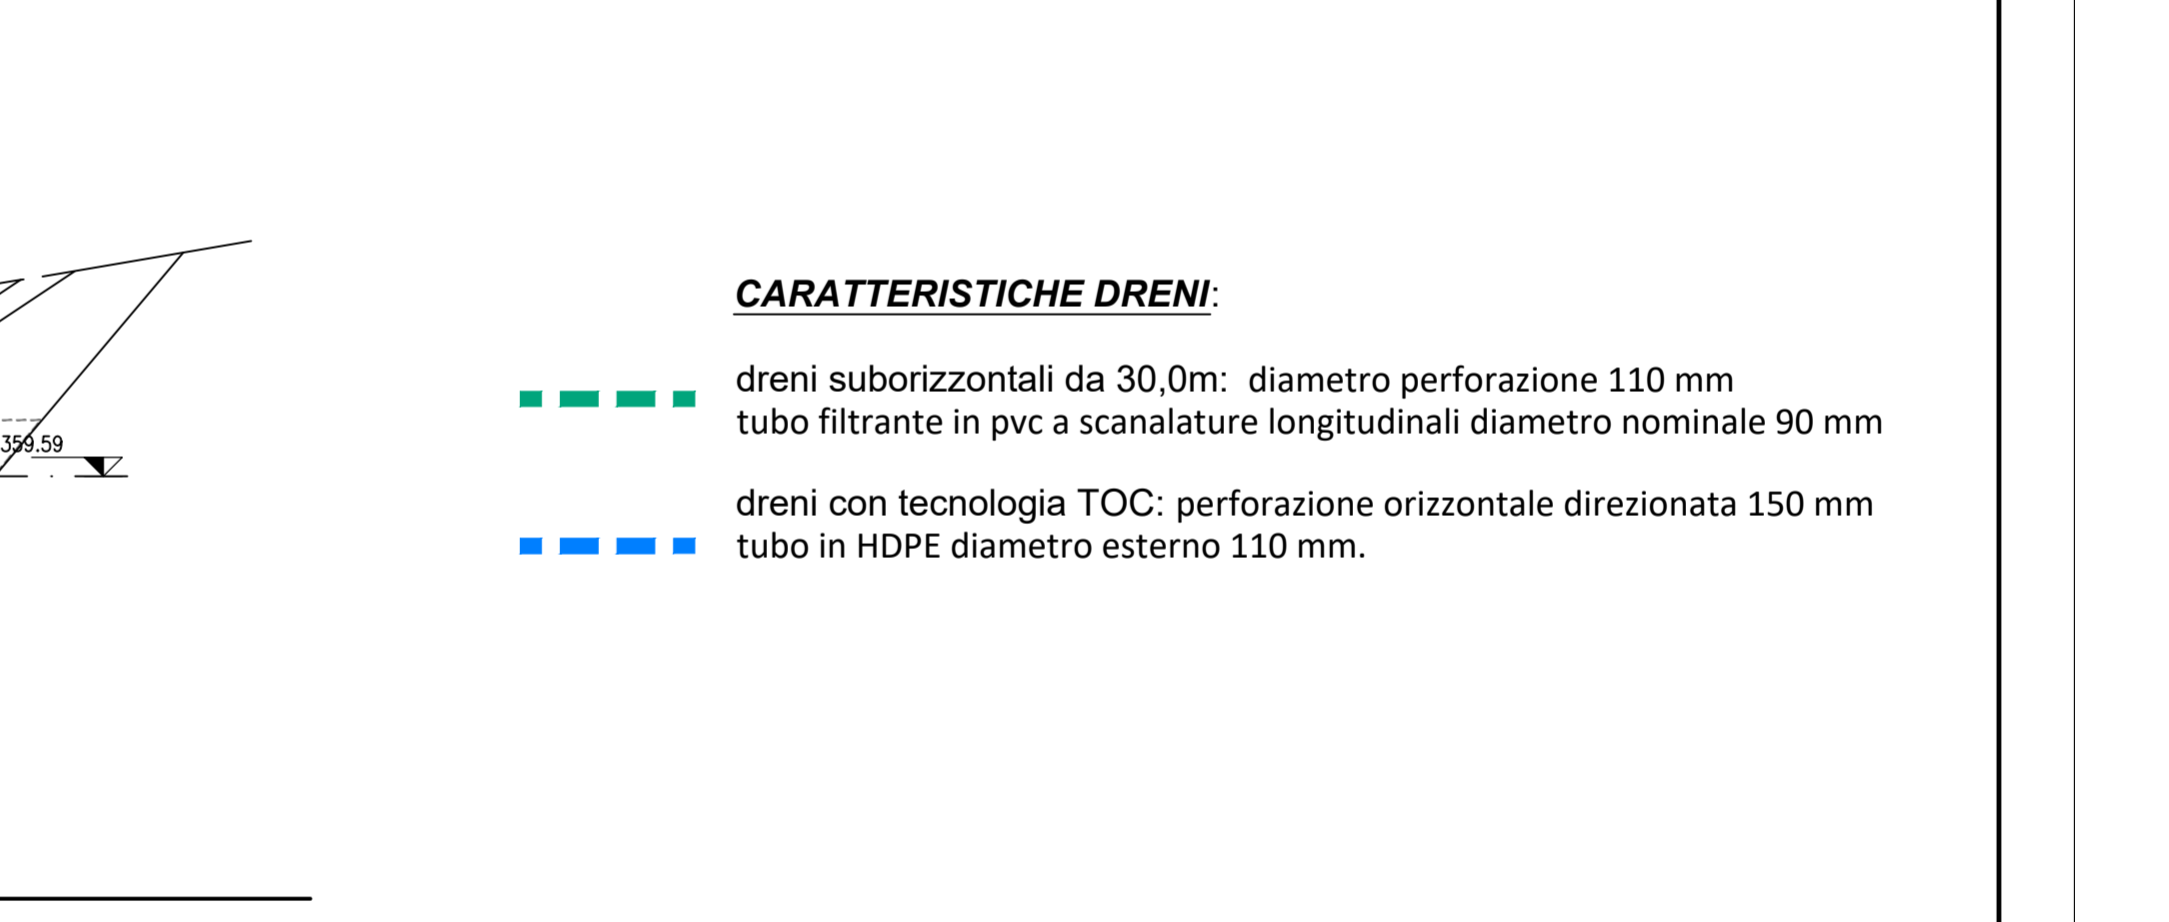 CARATTERISTICHE DRENI:
dreni suborizzontali da 30,0m: diametro perforazione 110 mm
tubo filtrante in pvc a scanalature longitudinali diametro nominale 90 mm
359.59
dreni con tecnologia TOC: perforazione orizzontale direzionata 150 mm
tubo in HDPE diametro esterno 110 mm.